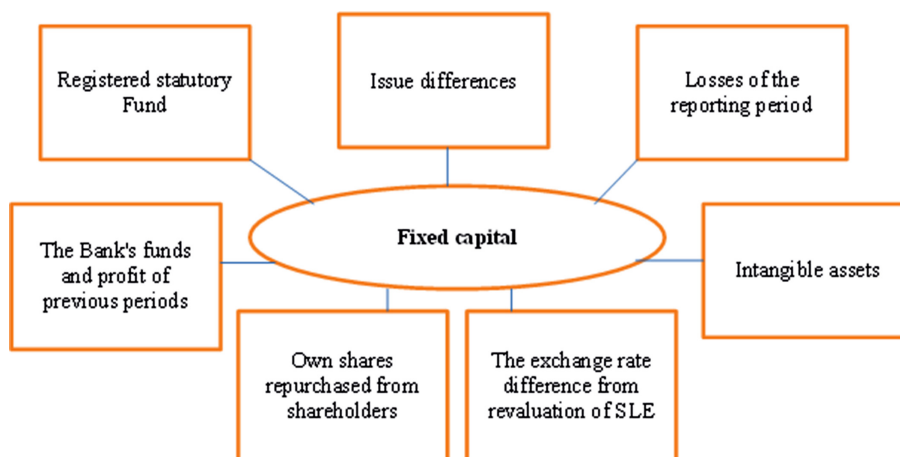 Registered statutory
Fund
Issue differences
Losses of the
reporting period
The Bank's funds
and profit of
previous periods
Fixed capital
Intangible assets
Own shares
repurchased from
shareholders
The exchange rate
difference from
revaluation of SLE